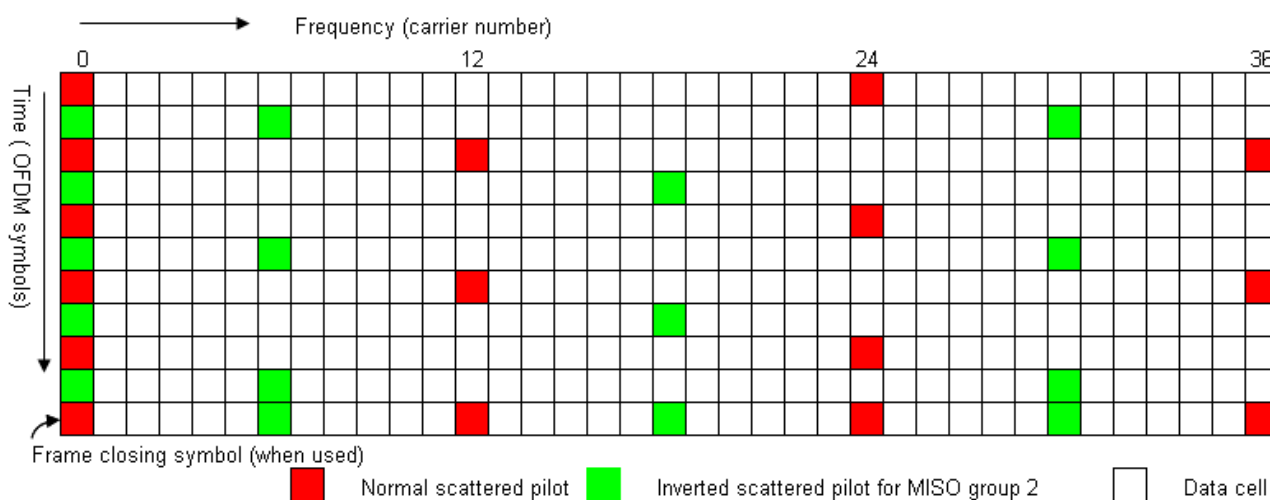 Frequency (carrier number)
0 12 24 36
Time ( OFDM symbols)
Frame closing symbol (when used)
Normal scattered pilot
Inverted scattered pilot for MISO group 2
Data cell